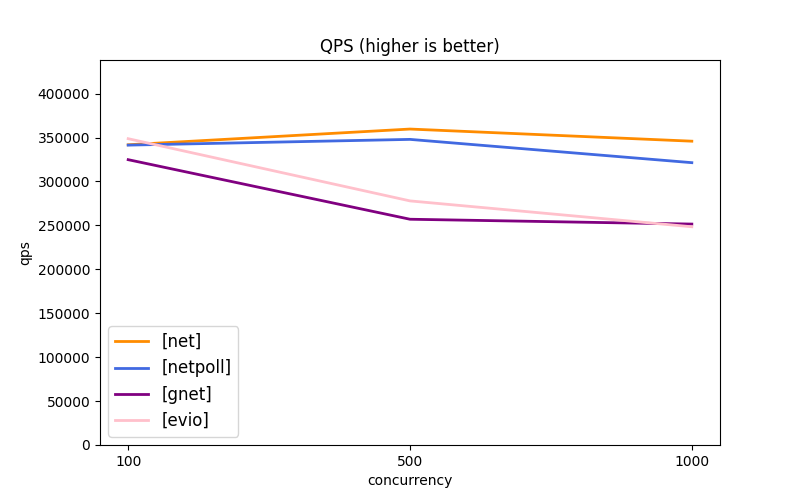 QPS (higher is better)
qps
400000
350000
300000
250000
200000
150000
100000
50000
0
[net]
[netpoll]
[gnet]
[evio]
100
500
1000
concurrency